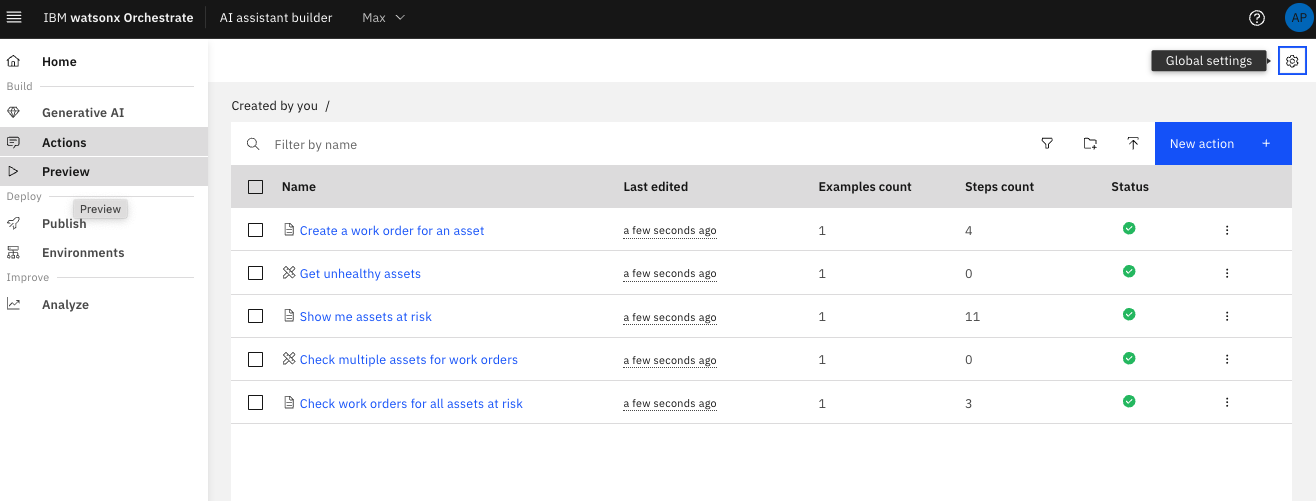 IBM watsonx Orchestrate
AI assistant builder
Max
AP
Home
Global settings
Build
Generative AI
Actions
Preview
Deploy
Preview
Publish
Environments
Improve
Analyze
Created by you /
Filter by name
New action +
Name Last edited Examples count Steps count Status
Create a work order for an asset a few seconds ago 1 4
Get unhealthy assets a few seconds ago 1 0
Show me assets at risk a few seconds ago 1 11
Check multiple assets for work orders a few seconds ago 1 0
Check work orders for all assets at risk a few seconds ago 1 3